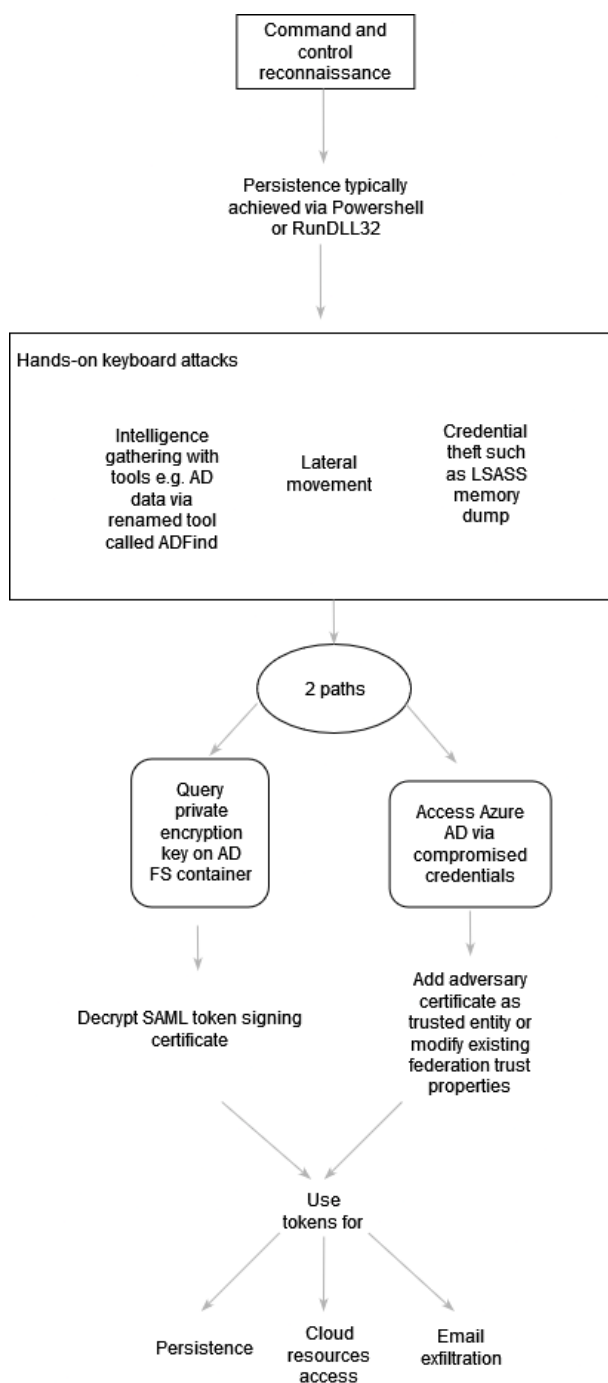 Command and
control
reconnaissance
Persistence typically
achieved via Powershell
or RunDLL32
Hands-on keyboard attacks
Intelligence
gathering with
tools e.g. AD
data via
renamed tool
called ADFind
Lateral
movement
Credential
theft such
as LSASS
memory
dump
2 paths
Query
private
encryption
key on AD
FS container
Access Azure
AD via
compromised
credentials
Decrypt SAML token signing
certificate
Add adversary
certificate as
trusted entity or
modify existing
federation trust
properties
Use
tokens for
Persistence
Cloud
resources
access
Email
exfiltration